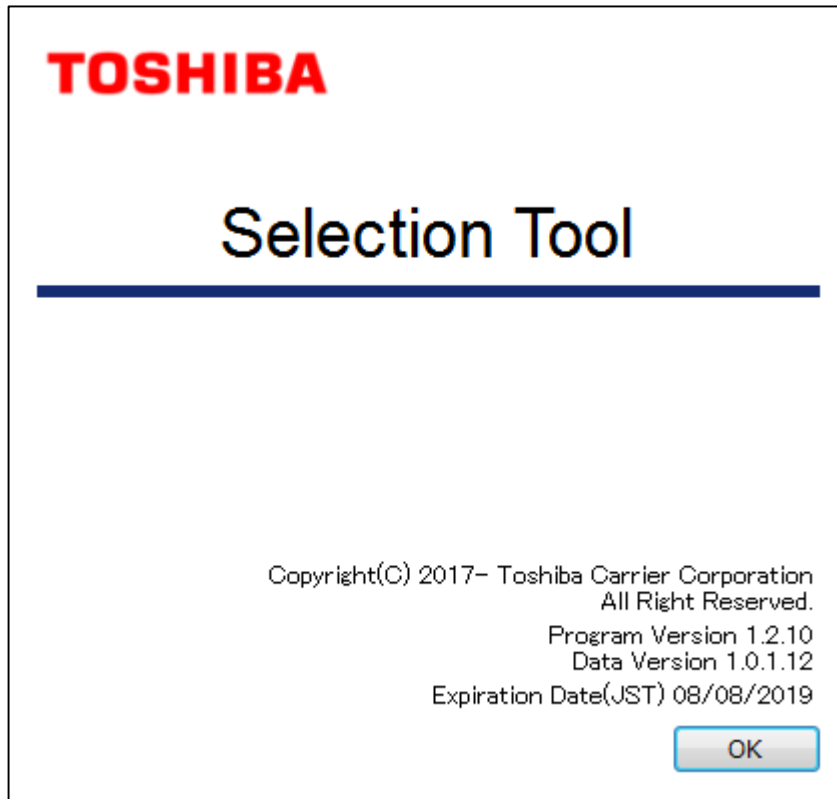 TOSHIBA
Selection Tool
Copyright(C) 2017- Toshiba Carrier Corporation
All Right Reserved.
Program Version 1.2.10
Data Version 1.0.1.12
Expiration Date(JST) 08/08/2019
OK